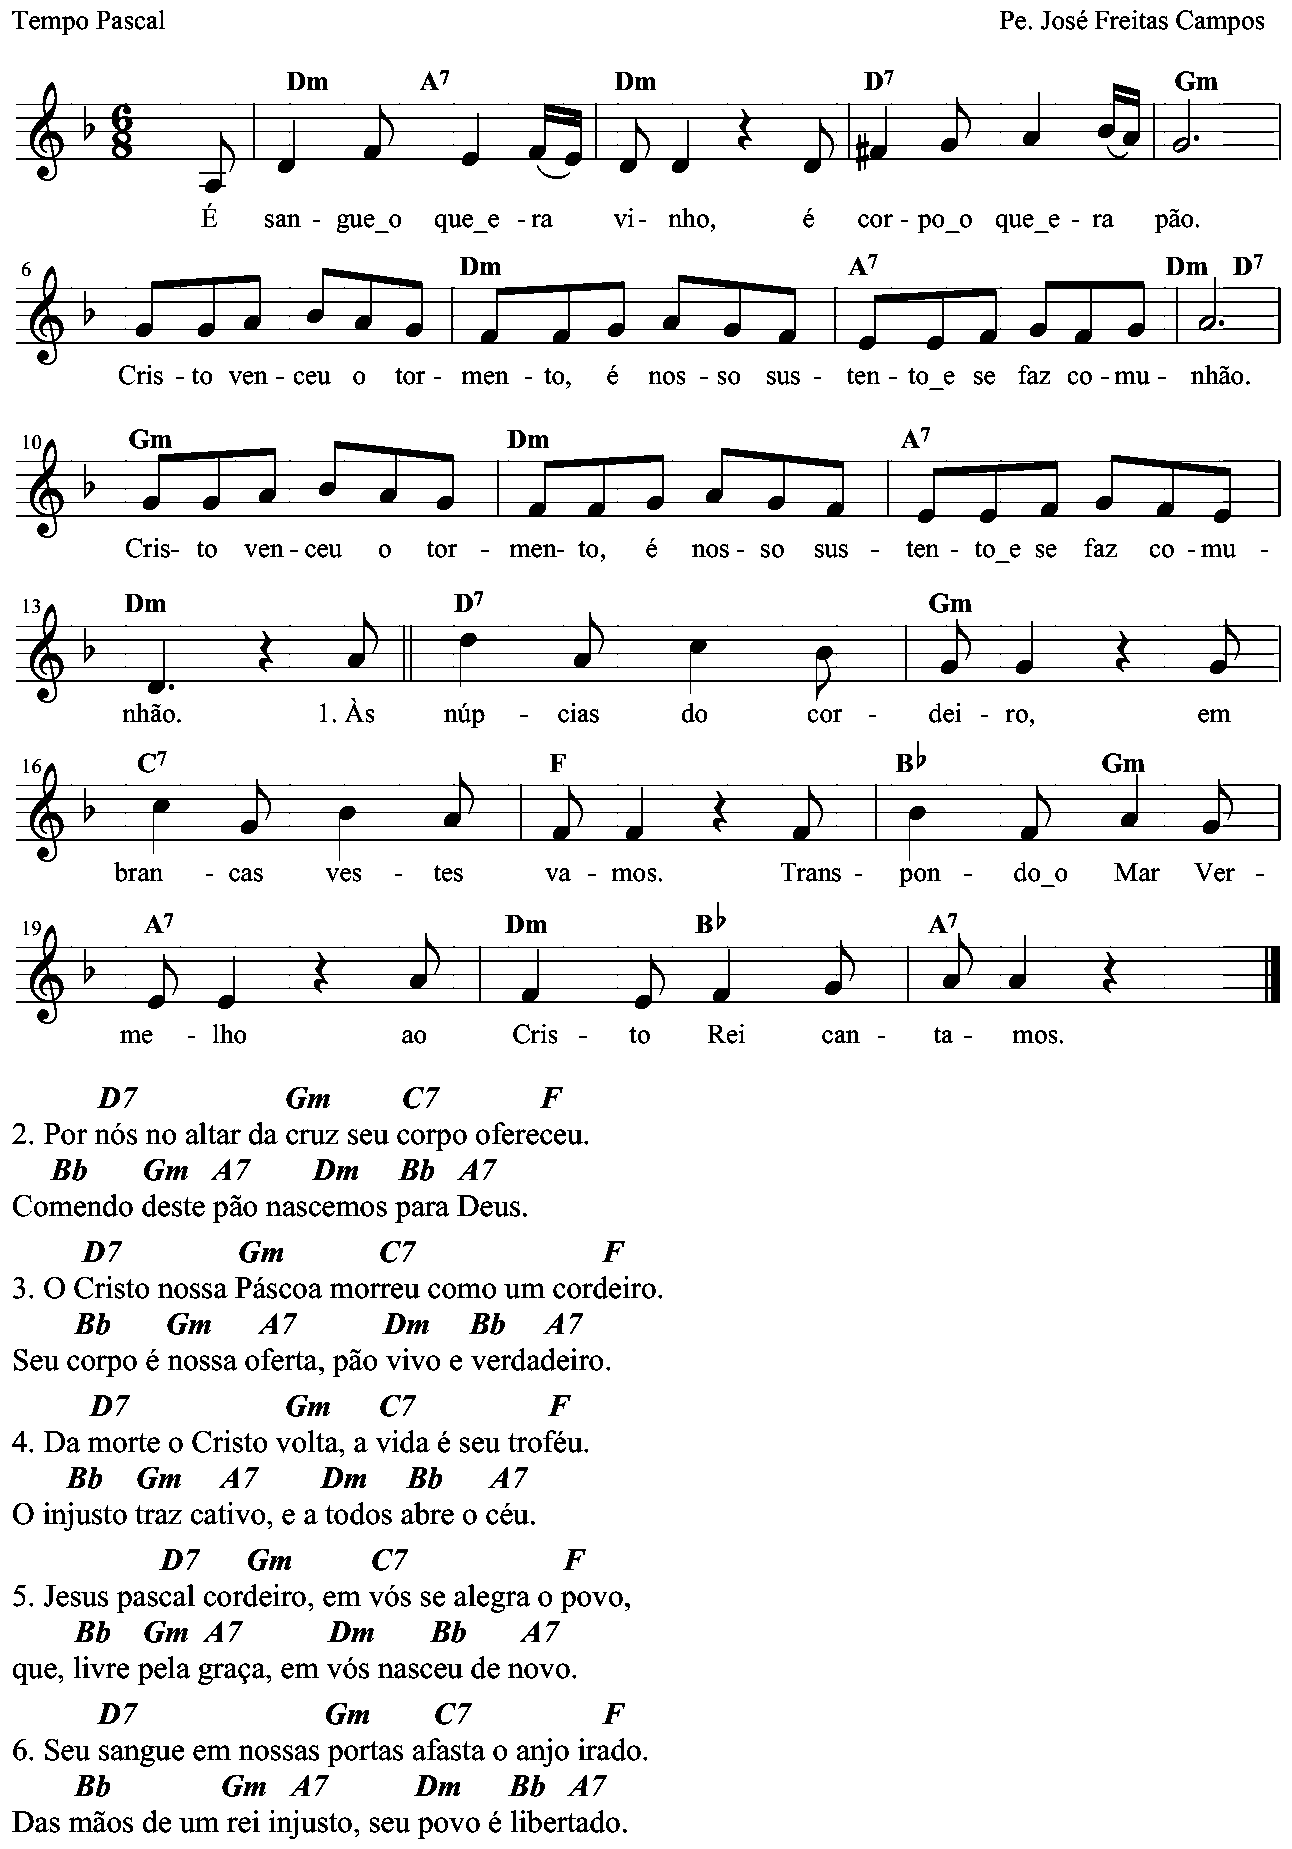 Tempo Pascal Pe. José Freitas Campos
Dm A7 Dm D7 Gm
6/8
É san - gue_o que_e - ra vi - nho, é cor - po_o que_e - ra pão.
6 Dm A7 Dm D7
Cris - to ven - ceu o tor - men - to, é nos - so sus - ten - to_e se faz co - mu - nhão.
10 Gm Dm A7
Cris- to ven - ceu o tor - men- to, é nos - so sus - ten - to_e se faz co - mu -
13 Dm D7 Gm
nhão. 1. Às núp - cias do cor - dei - ro, em
16 C7 F B♭ Gm
bran - cas ves - tes va - mos. Trans - pon - do_o Mar Ver -
19 A7 Dm B♭ A7
me - lho ao Cris - to Rei can - ta - mos.
D7 Gm C7 F
2. Por nós no altar da cruz seu corpo ofereceu.
Bb Gm A7 Dm Bb A7
Comendo deste pão nascemos para Deus.
D7 Gm C7 F
3. O Cristo nossa Páscoa morreu como um cordeiro.
Bb Gm A7 Dm Bb A7
Seu corpo é nossa oferta, pão vivo e verdadeiro.
D7 Gm C7 F
4. Da morte o Cristo volta, a vida é seu troféu.
Bb Gm A7 Dm Bb A7
O injusto traz cativo, e a todos abre o céu.
D7 Gm C7 F
5. Jesus pascal cordeiro, em vós se alegra o povo,
Bb Gm A7 Dm Bb A7
que, livre pela graça, em vós nasceu de novo.
D7 Gm C7 F
6. Seu sangue em nossas portas afasta o anjo irado.
Bb Gm A7 Dm Bb A7
Das mãos de um rei injusto, seu povo é libertado.